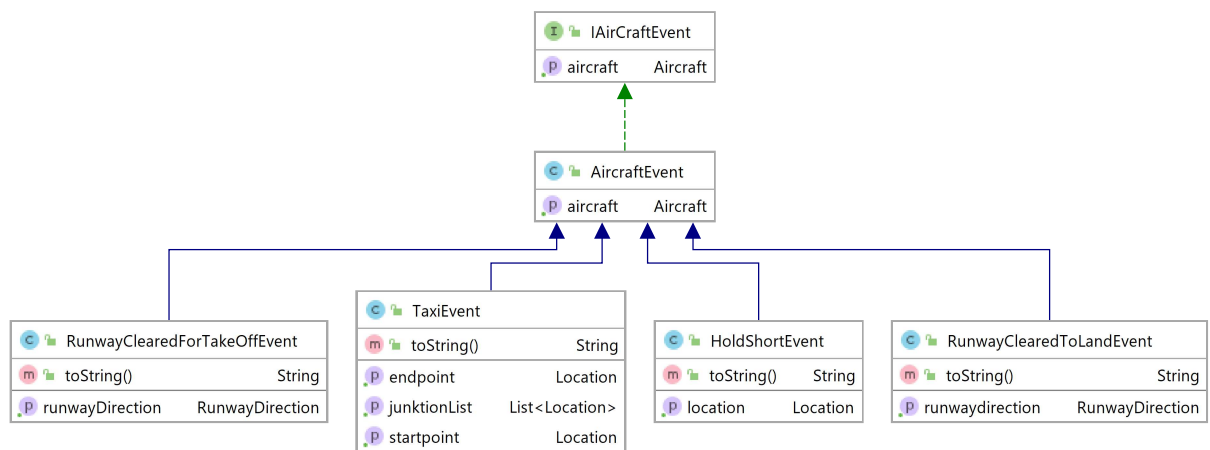 I IAirCraftEvent
p aircraft Aircraft
C AircraftEvent
p aircraft Aircraft
C RunwayClearedForTakeOffEvent
m toString() String
p runwayDirection RunwayDirection
C TaxiEvent
m toString() String
p endpoint Location
p junktionList List<Location>
p startpoint Location
C HoldShortEvent
m toString() String
p location Location
C RunwayClearedToLandEvent
m toString() String
p runwaydirection RunwayDirection